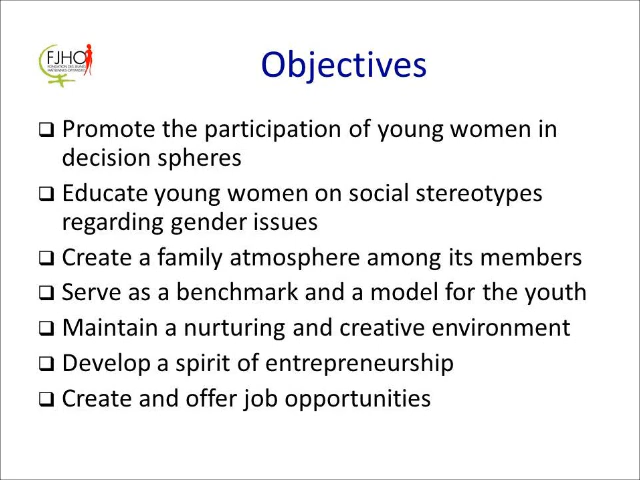 FJHO
Objectives
❑ Promote the participation of young women in
decision spheres
❑ Educate young women on social stereotypes
regarding gender issues
❑ Create a family atmosphere among its members
❑ Serve as a benchmark and a model for the youth
❑ Maintain a nurturing and creative environment
❑ Develop a spirit of entrepreneurship
❑ Create and offer job opportunities